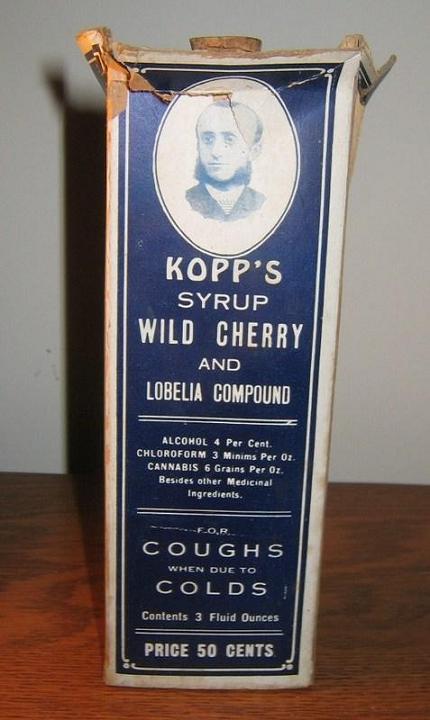 KOPP'S
SYRUP
WILD CHERRY
AND
LOBELIA COMPOUND
ALCOHOL 4 Per Cent.
CHLOROFORM 3 Minims Per Oz.
CANNABIS 6 Grains Per Oz.
Besides other Medicinal
Ingredients.
FOR
COUGHS
WHEN DUE TO
COLDS
Contents 3 Fluid Ounces
PRICE 50 CENTS